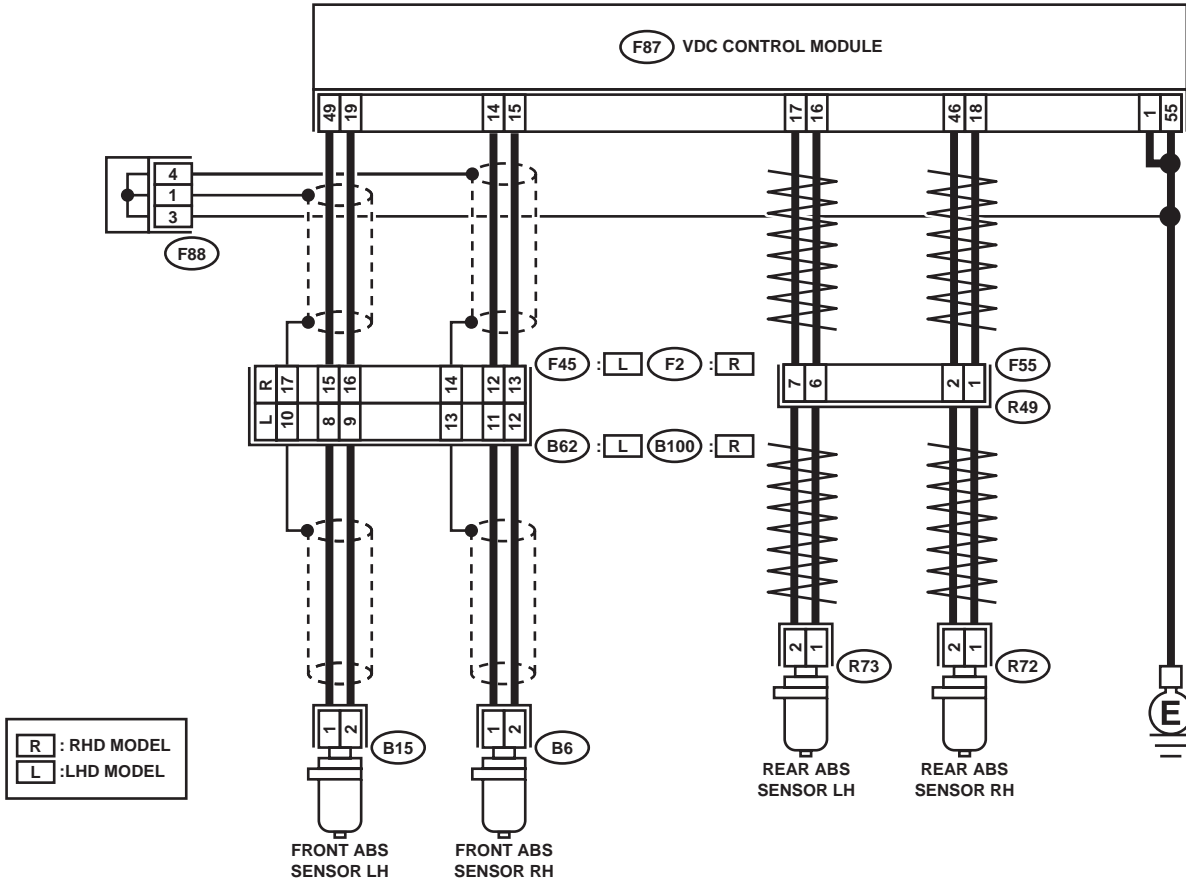 F87 VDC CONTROL MODULE
49 19 14 15 17 16 46 18 1 55
4
1
3
F88
F45 : L F2 : R
R 17 15 16 14 12 13
L 10 8 9 13 11 12
B62 : L B100 : R
7 6 2 1
F55
R49
2 1 R73
2 1 R72
E
1 2 B15
1 2 B6
R : RHD MODEL
L :LHD MODEL
REAR ABS
SENSOR LH
REAR ABS
SENSOR RH
FRONT ABS
SENSOR LH
FRONT ABS
SENSOR RH